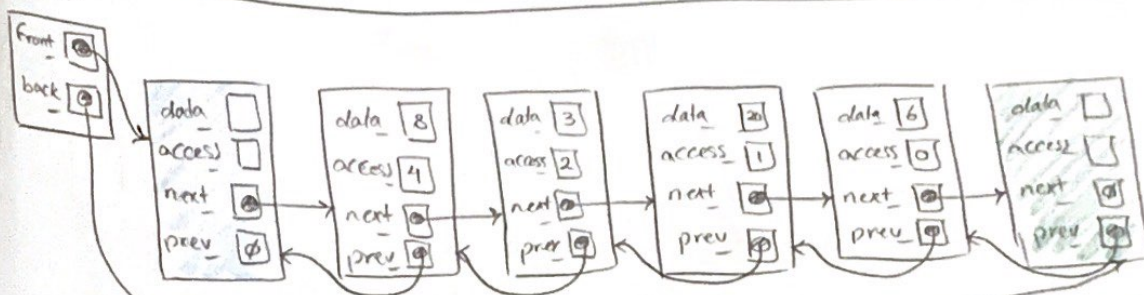 front_
back_
data_
access_
next_
prev_ ∅
data_ 8
access_ 4
next_
prev_
data_ 3
access_ 2
next_
prev_
data_ 20
access_ 1
next_
prev_
data_ 6
access_ 0
next_
prev_
data_
access_
next_ ∅
prev_